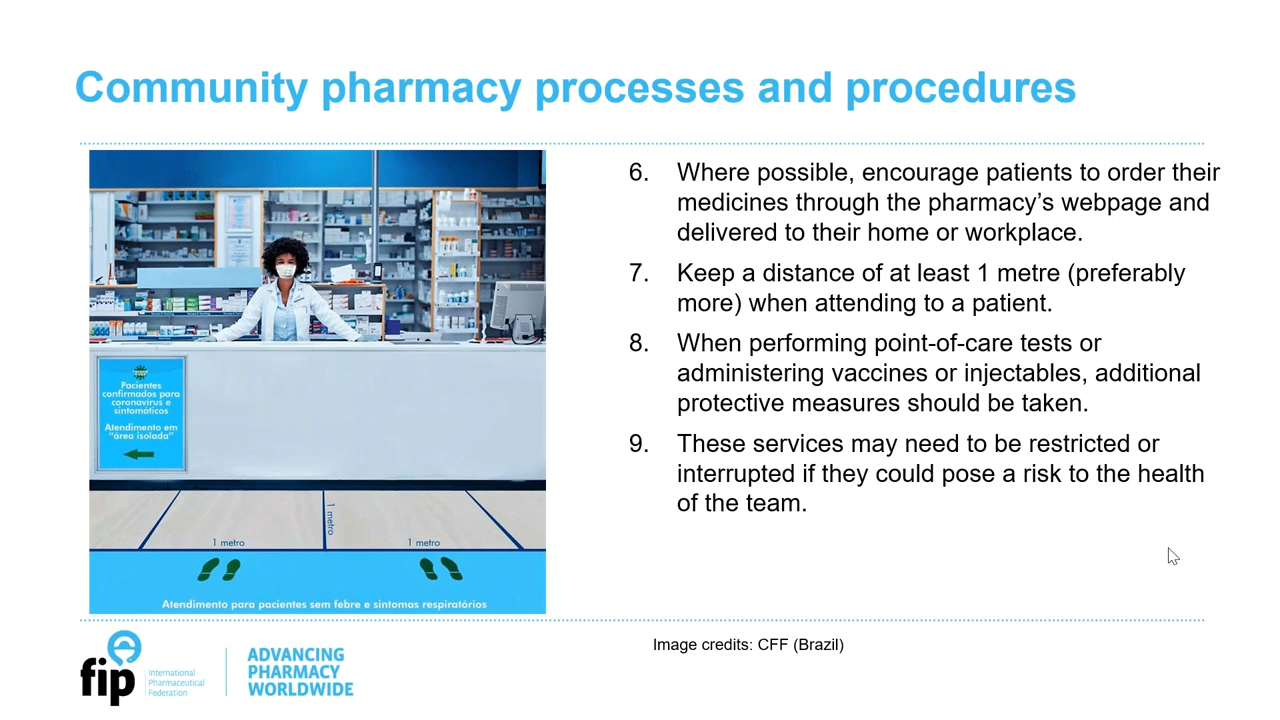 Community pharmacy processes and procedures
6. Where possible, encourage patients to order their
medicines through the pharmacy’s webpage and
delivered to their home or workplace.
7. Keep a distance of at least 1 metre (preferably
more) when attending to a patient.
8. When performing point-of-care tests or
administering vaccines or injectables, additional
protective measures should be taken.
9. These services may need to be restricted or
interrupted if they could pose a risk to the health
of the team.
Pacientes
confirmados para
coronavírus e
sintomáticos
Atendimento em
“área isolada”
1 metro
1 metro
1 metro
Atendimento para pacientes sem febre e sintomas respiratórios
Image credits: CFF (Brazil)
fip
International
Pharmaceutical
Federation
ADVANCING
PHARMACY
WORLDWIDE